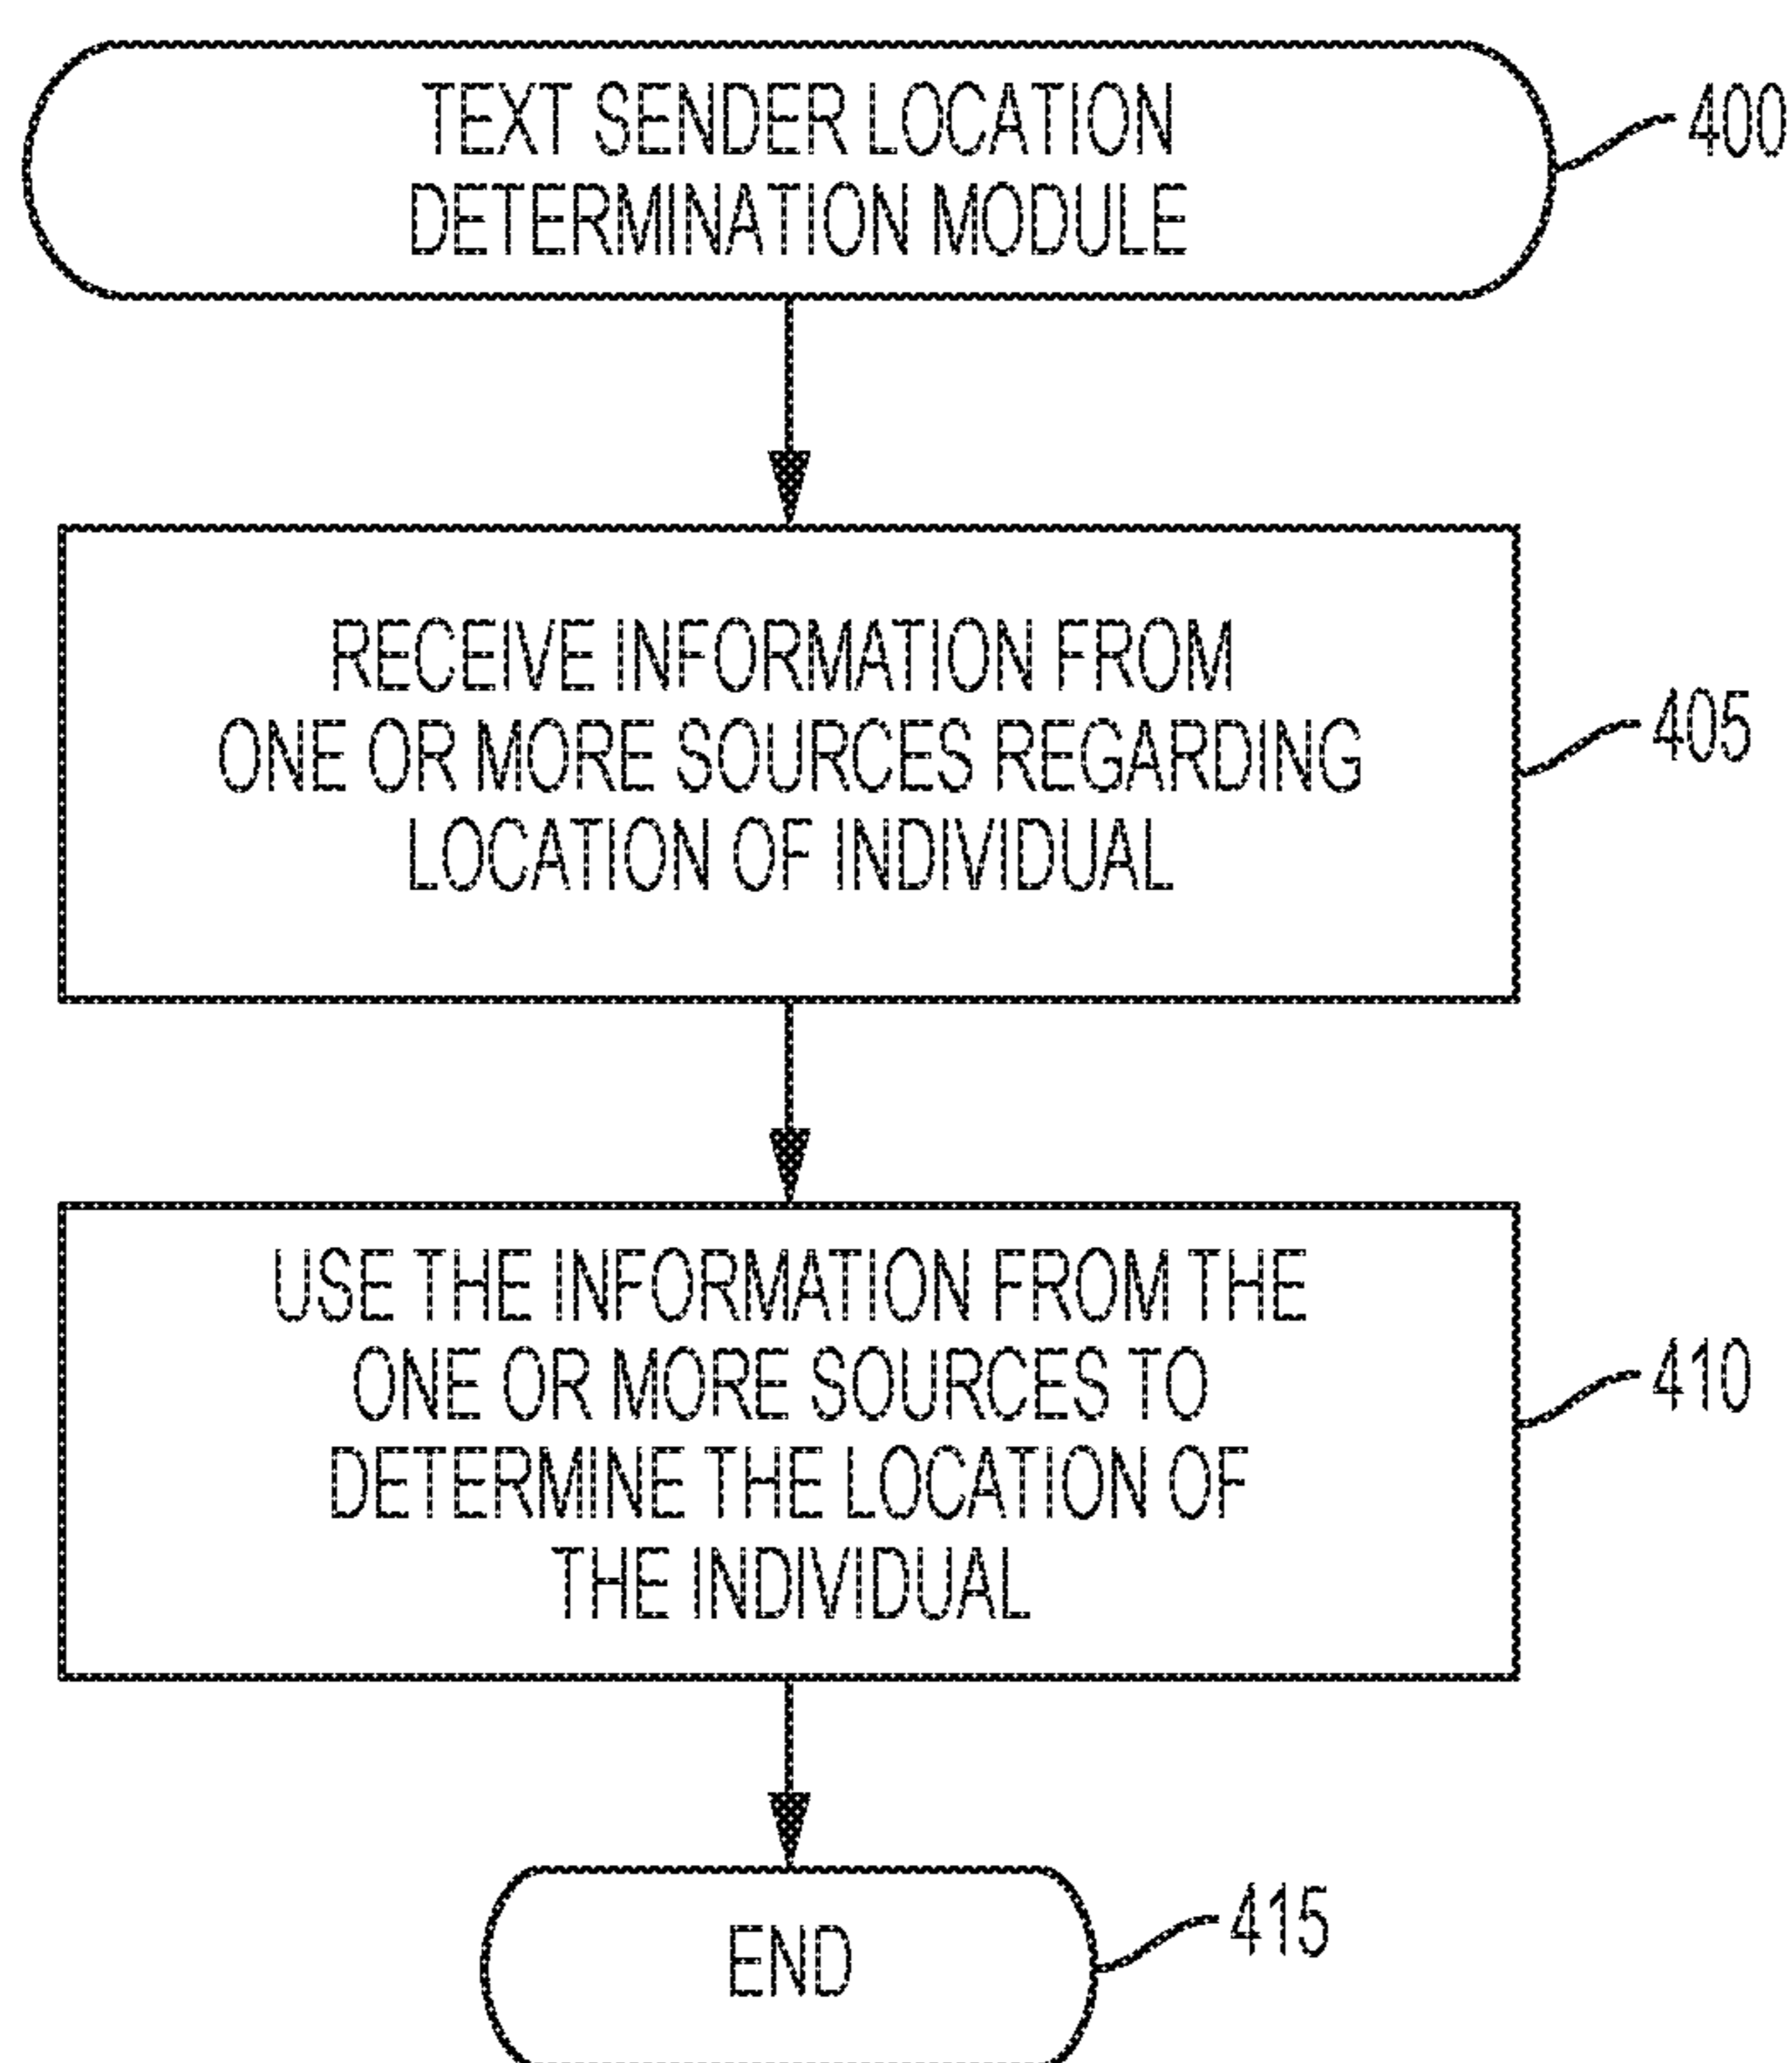 TEXT SENDER LOCATION
DETERMINATION MODULE
400
RECEIVE INFORMATION FROM
ONE OR MORE SOURCES REGARDING
LOCATION OF INDIVIDUAL
405
USE THE INFORMATION FROM THE
ONE OR MORE SOURCES TO
DETERMINE THE LOCATION OF
THE INDIVIDUAL
410
END
415